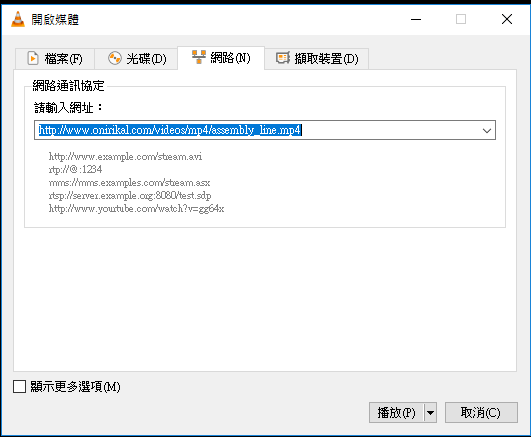 開啟媒體
檔案(F) 光碟(D) 網路(N) 擷取裝置(D)
網路通訊協定
請輸入網址：
http://www.onirikal.com/videos/mp4/assembly_line.mp4
http://www.example.com/stream.avi
rtp://@:1234
mms://mms.examples.com/stream.asx
rtsp://server.example.org:8080/test.sdp
http://www.yourtube.com/watch?v=gg64x
顯示更多選項(M)
播放(P) 取消(C)